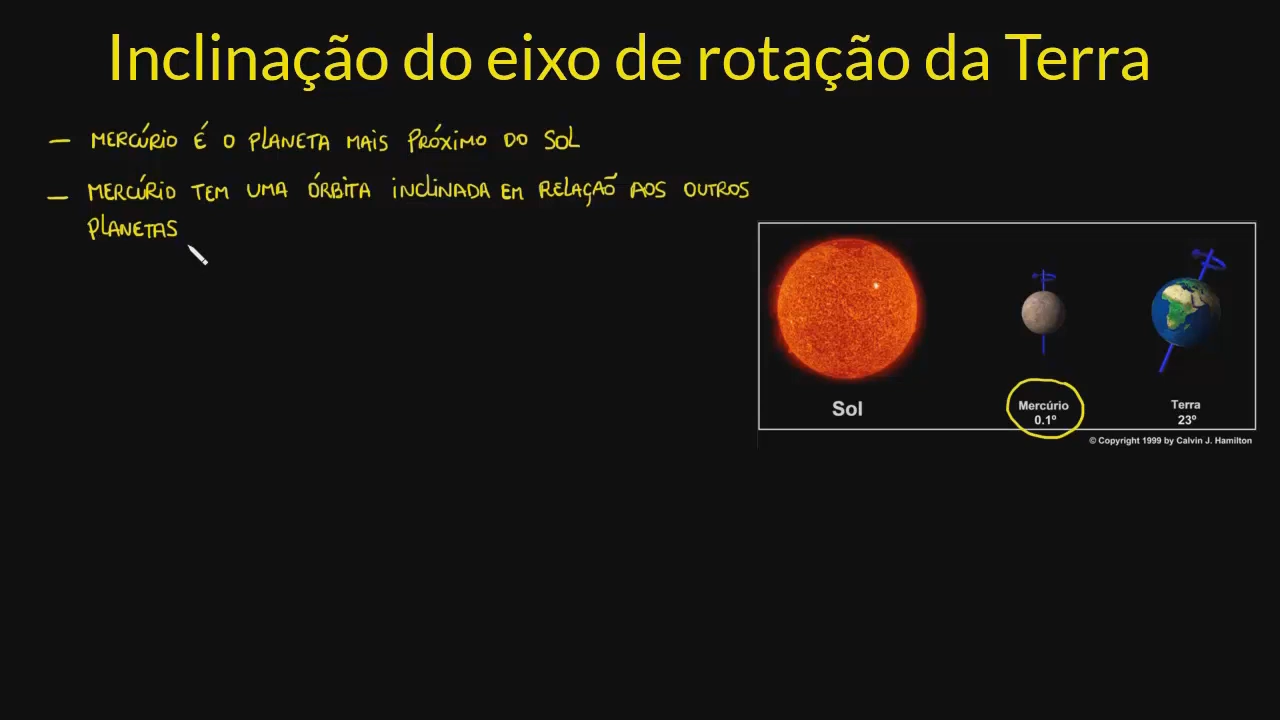 Inclinação do eixo de rotação da Terra
— MERCÚRIO É O PLANETA MAIS PRÓXIMO DO SOL
— MERCÚRIO TEM UMA ÓRBITA INCLINADA EM RELAÇÃO AOS OUTROS
PLANETAS
Sol
Mercúrio
0.1º
Terra
23º
© Copyright 1999 by Calvin J. Hamilton